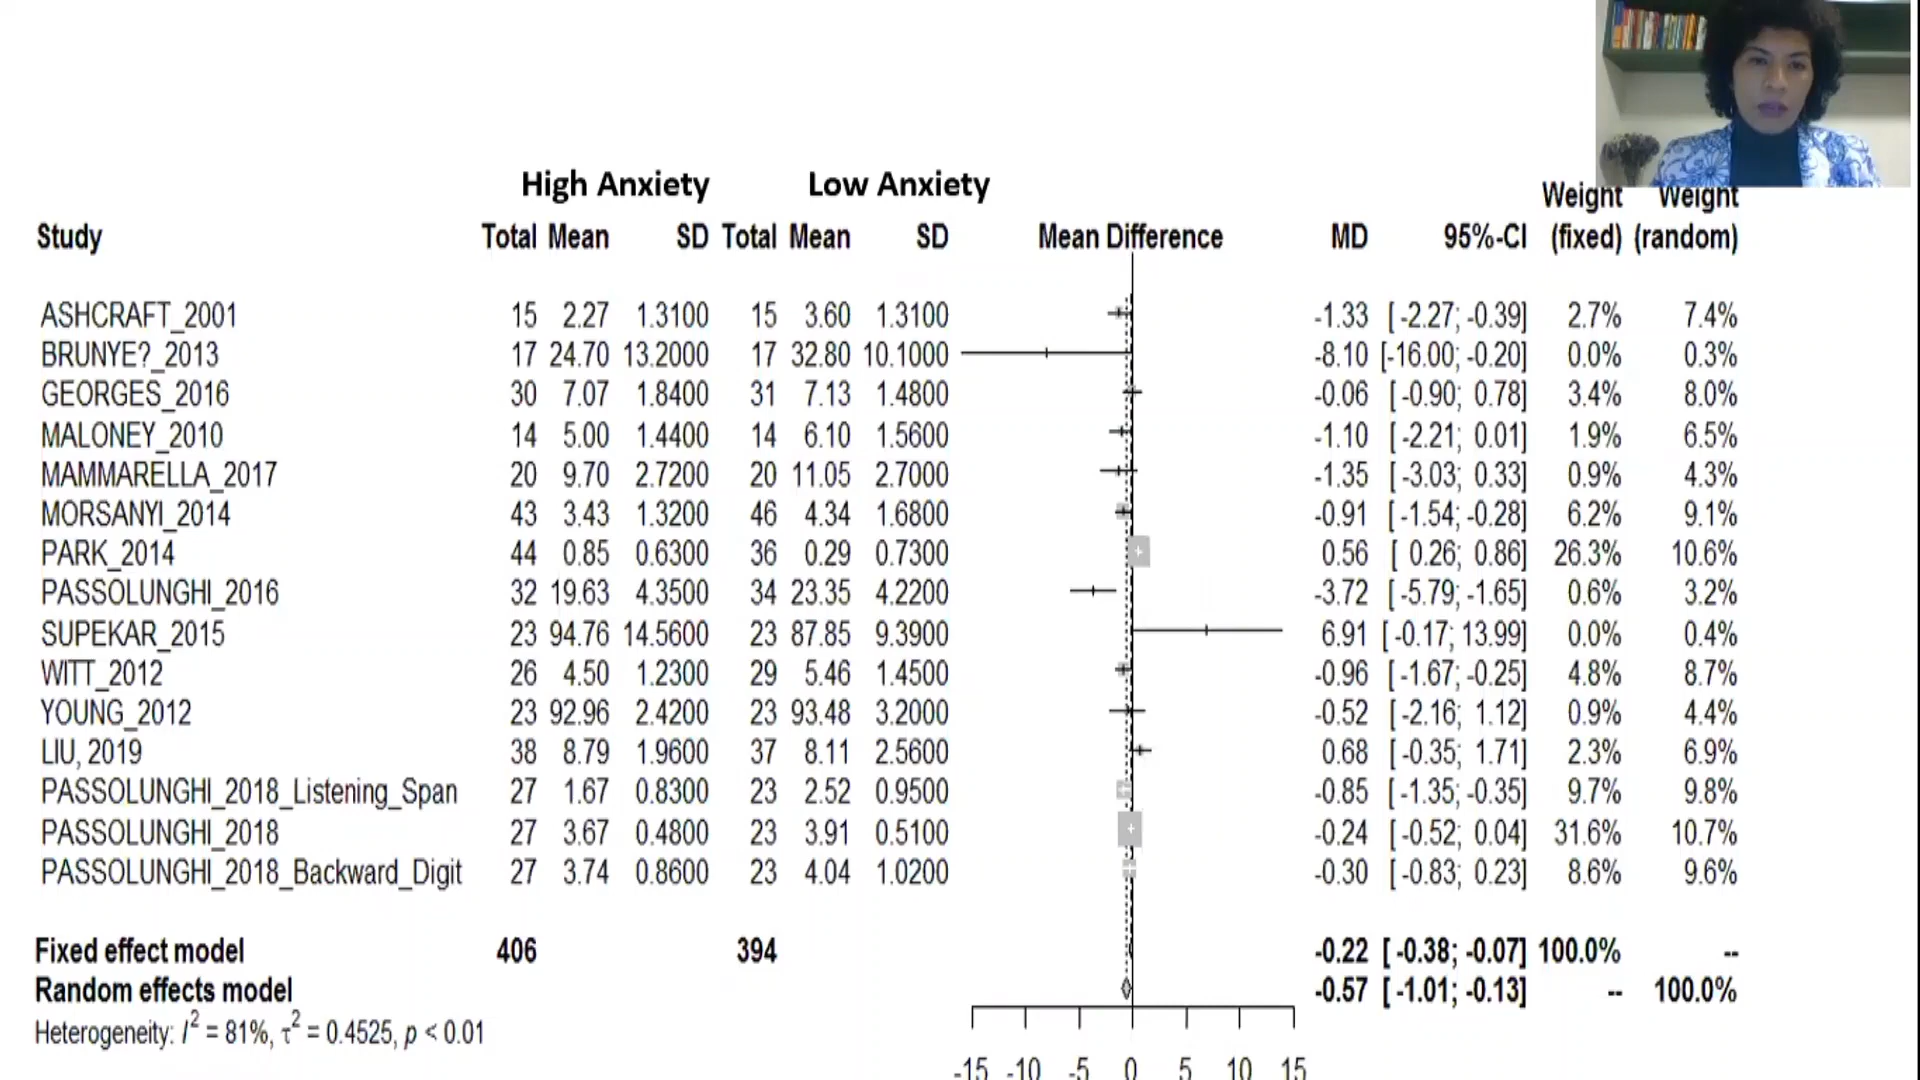 High Anxiety Low Anxiety Weight Weight
Study Total Mean SD Total Mean SD Mean Difference MD 95%-CI (fixed) (random)
ASHCRAFT_2001 15 2.27 1.3100 15 3.60 1.3100 -1.33 [ -2.27; -0.39] 2.7% 7.4%
BRUNYE?_2013 17 24.70 13.2000 17 32.80 10.1000 -8.10 [-16.00; -0.20] 0.0% 0.3%
GEORGES_2016 30 7.07 1.8400 31 7.13 1.4800 -0.06 [ -0.90; 0.78] 3.4% 8.0%
MALONEY_2010 14 5.00 1.4400 14 6.10 1.5600 -1.10 [ -2.21; 0.01] 1.9% 6.5%
MAMMARELLA_2017 20 9.70 2.7200 20 11.05 2.7000 -1.35 [ -3.03; 0.33] 0.9% 4.3%
MORSANYI_2014 43 3.43 1.3200 46 4.34 1.6800 -0.91 [ -1.54; -0.28] 6.2% 9.1%
PARK_2014 44 0.85 0.6300 36 0.29 0.7300 0.56 [ 0.26; 0.86] 26.3% 10.6%
PASSOLUNGHI_2016 32 19.63 4.3500 34 23.35 4.2200 -3.72 [ -5.79; -1.65] 0.6% 3.2%
SUPEKAR_2015 23 94.76 14.5600 23 87.85 9.3900 6.91 [ -0.17; 13.99] 0.0% 0.4%
WITT_2012 26 4.50 1.2300 29 5.46 1.4500 -0.96 [ -1.67; -0.25] 4.8% 8.7%
YOUNG_2012 23 92.96 2.4200 23 93.48 3.2000 -0.52 [ -2.16; 1.12] 0.9% 4.4%
LIU, 2019 38 8.79 1.9600 37 8.11 2.5600 0.68 [ -0.35; 1.71] 2.3% 6.9%
PASSOLUNGHI_2018_Listening_Span 27 1.67 0.8300 23 2.52 0.9500 -0.85 [ -1.35; -0.35] 9.7% 9.8%
PASSOLUNGHI_2018 27 3.67 0.4800 23 3.91 0.5100 -0.24 [ -0.52; 0.04] 31.6% 10.7%
PASSOLUNGHI_2018_Backward_Digit 27 3.74 0.8600 23 4.04 1.0200 -0.30 [ -0.83; 0.23] 8.6% 9.6%
Fixed effect model 406 394 -0.22 [ -0.38; -0.07] 100.0% --
Random effects model -0.57 [ -1.01; -0.13] -- 100.0%
Heterogeneity: I² = 81%, τ² = 0.4525, p < 0.01
-15 -10 -5 0 5 10 15